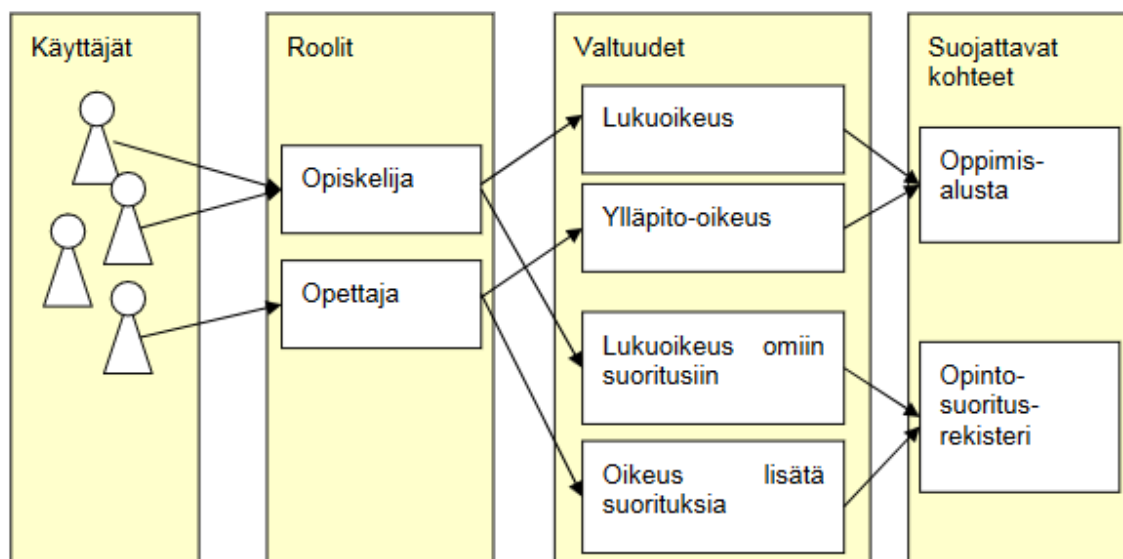 Käyttäjät
Roolit
Opiskelija
Opettaja
Valtuudet
Lukuoikeus
Ylläpito-oikeus
Lukuoikeus omiin
suoritusiin
Oikeus lisätä
suorituksia
Suojattavat
kohteet
Oppimis-
alusta
Opinto-
suoritus-
rekisteri